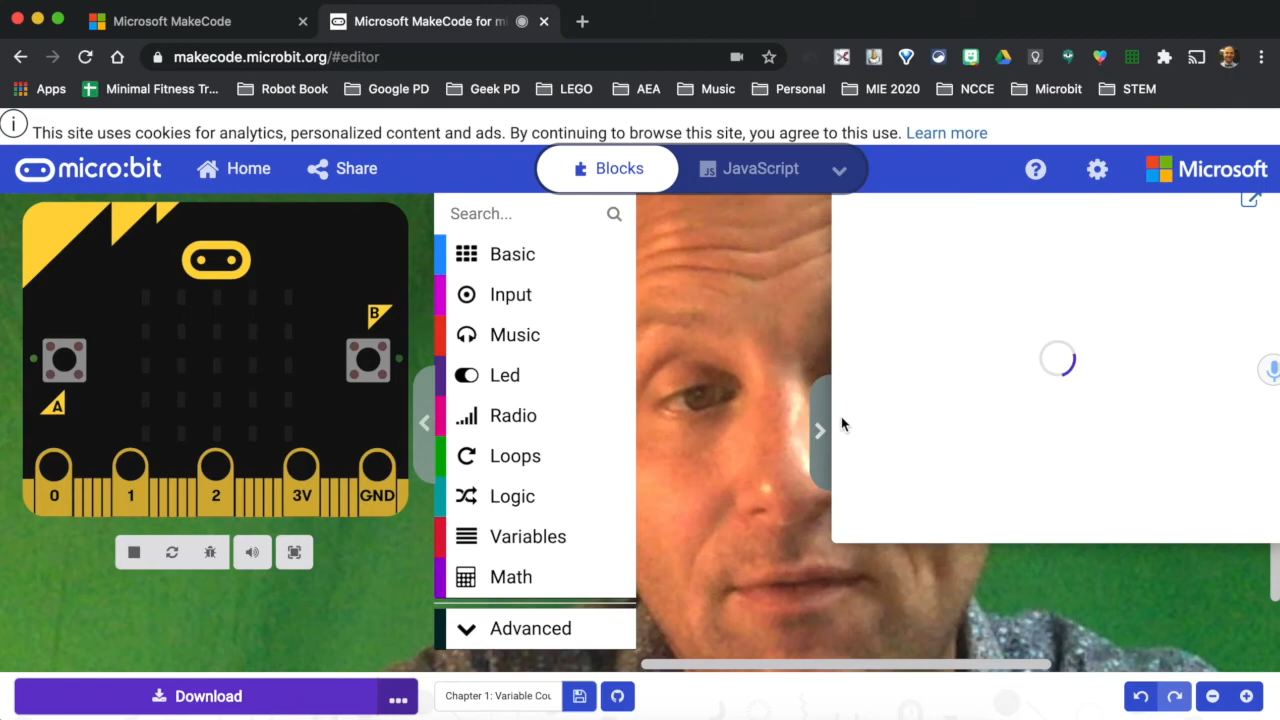 Microsoft MakeCode
Microsoft MakeCode for mi
makecode.microbit.org/#editor
Apps
Minimal Fitness Tr...
Robot Book
Google PD
Geek PD
LEGO
AEA
Music
Personal
MIE 2020
NCCE
Microbit
STEM
This site uses cookies for analytics, personalized content and ads. By continuing to browse this site, you agree to this use. Learn more
micro:bit
Home
Share
Blocks
JavaScript
Microsoft
Search...
Basic
Input
Music
Led
Radio
Loops
Logic
Variables
Math
Advanced
B
A
0 1 2 3V GND
Download
Chapter 1: Variable Cou